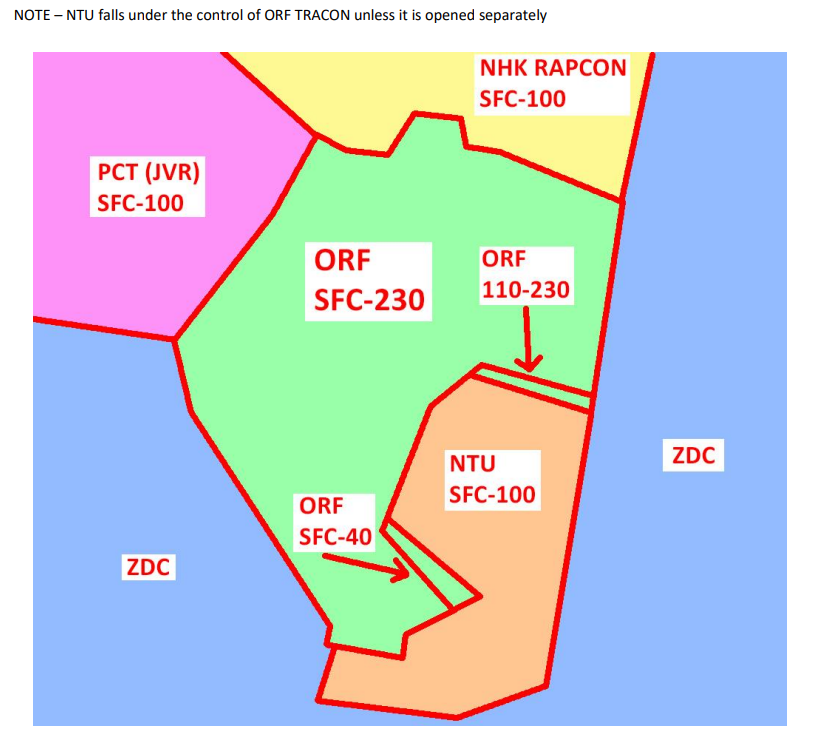 NOTE – NTU falls under the control of ORF TRACON unless it is opened separately
NHK RAPCON
SFC-100
PCT (JVR)
SFC-100
ORF
SFC-230
ORF
110-230
NTU
SFC-100
ZDC
ORF
SFC-40
ZDC